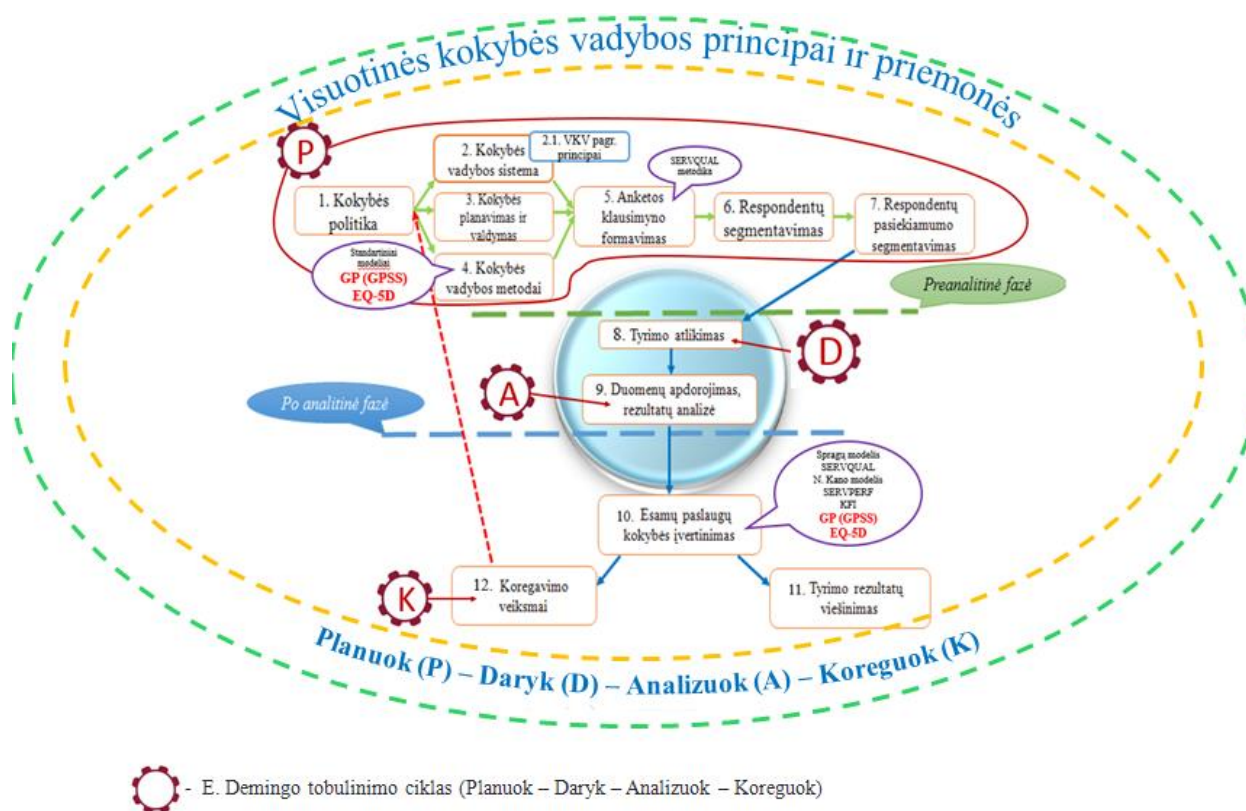 Visuotinės kokybės vadybos principai ir priemonės
P
2. Kokybės
vadybos sistema
2.1. VKV pagr.
principai
SERVQUAL
metodika
1. Kokybės
politika
3. Kokybės
planavimas ir
valdymas
5. Anketos
klausimyno
formavimas
6. Respondentų
segmentavimas
7. Respondentų
pasiekiamumo
segmentavimas
Standartiniai
modeliai
GP (GPSS)
EQ-5D
4. Kokybės
vadybos metodai
Preanalitinė fazė
8. Tyrimo atlikimas
D
A
9. Duomenų apdorojimas,
rezultatų analizė
Po analitinė fazė
Spragų modelis
SERVQUAL
N. Kano modelis
SERVPERF
KFI
GP (GPSS)
EQ-5D
10. Esamų paslaugų
kokybės įvertinimas
K
12. Koregavimo
veiksmai
11. Tyrimo rezultatų
viešinimas
Planuok (P) – Daryk (D) – Analizuok (A) – Koreguok (K)
- E. Demingo tobulinimo ciklas (Planuok – Daryk – Analizuok – Koreguok)